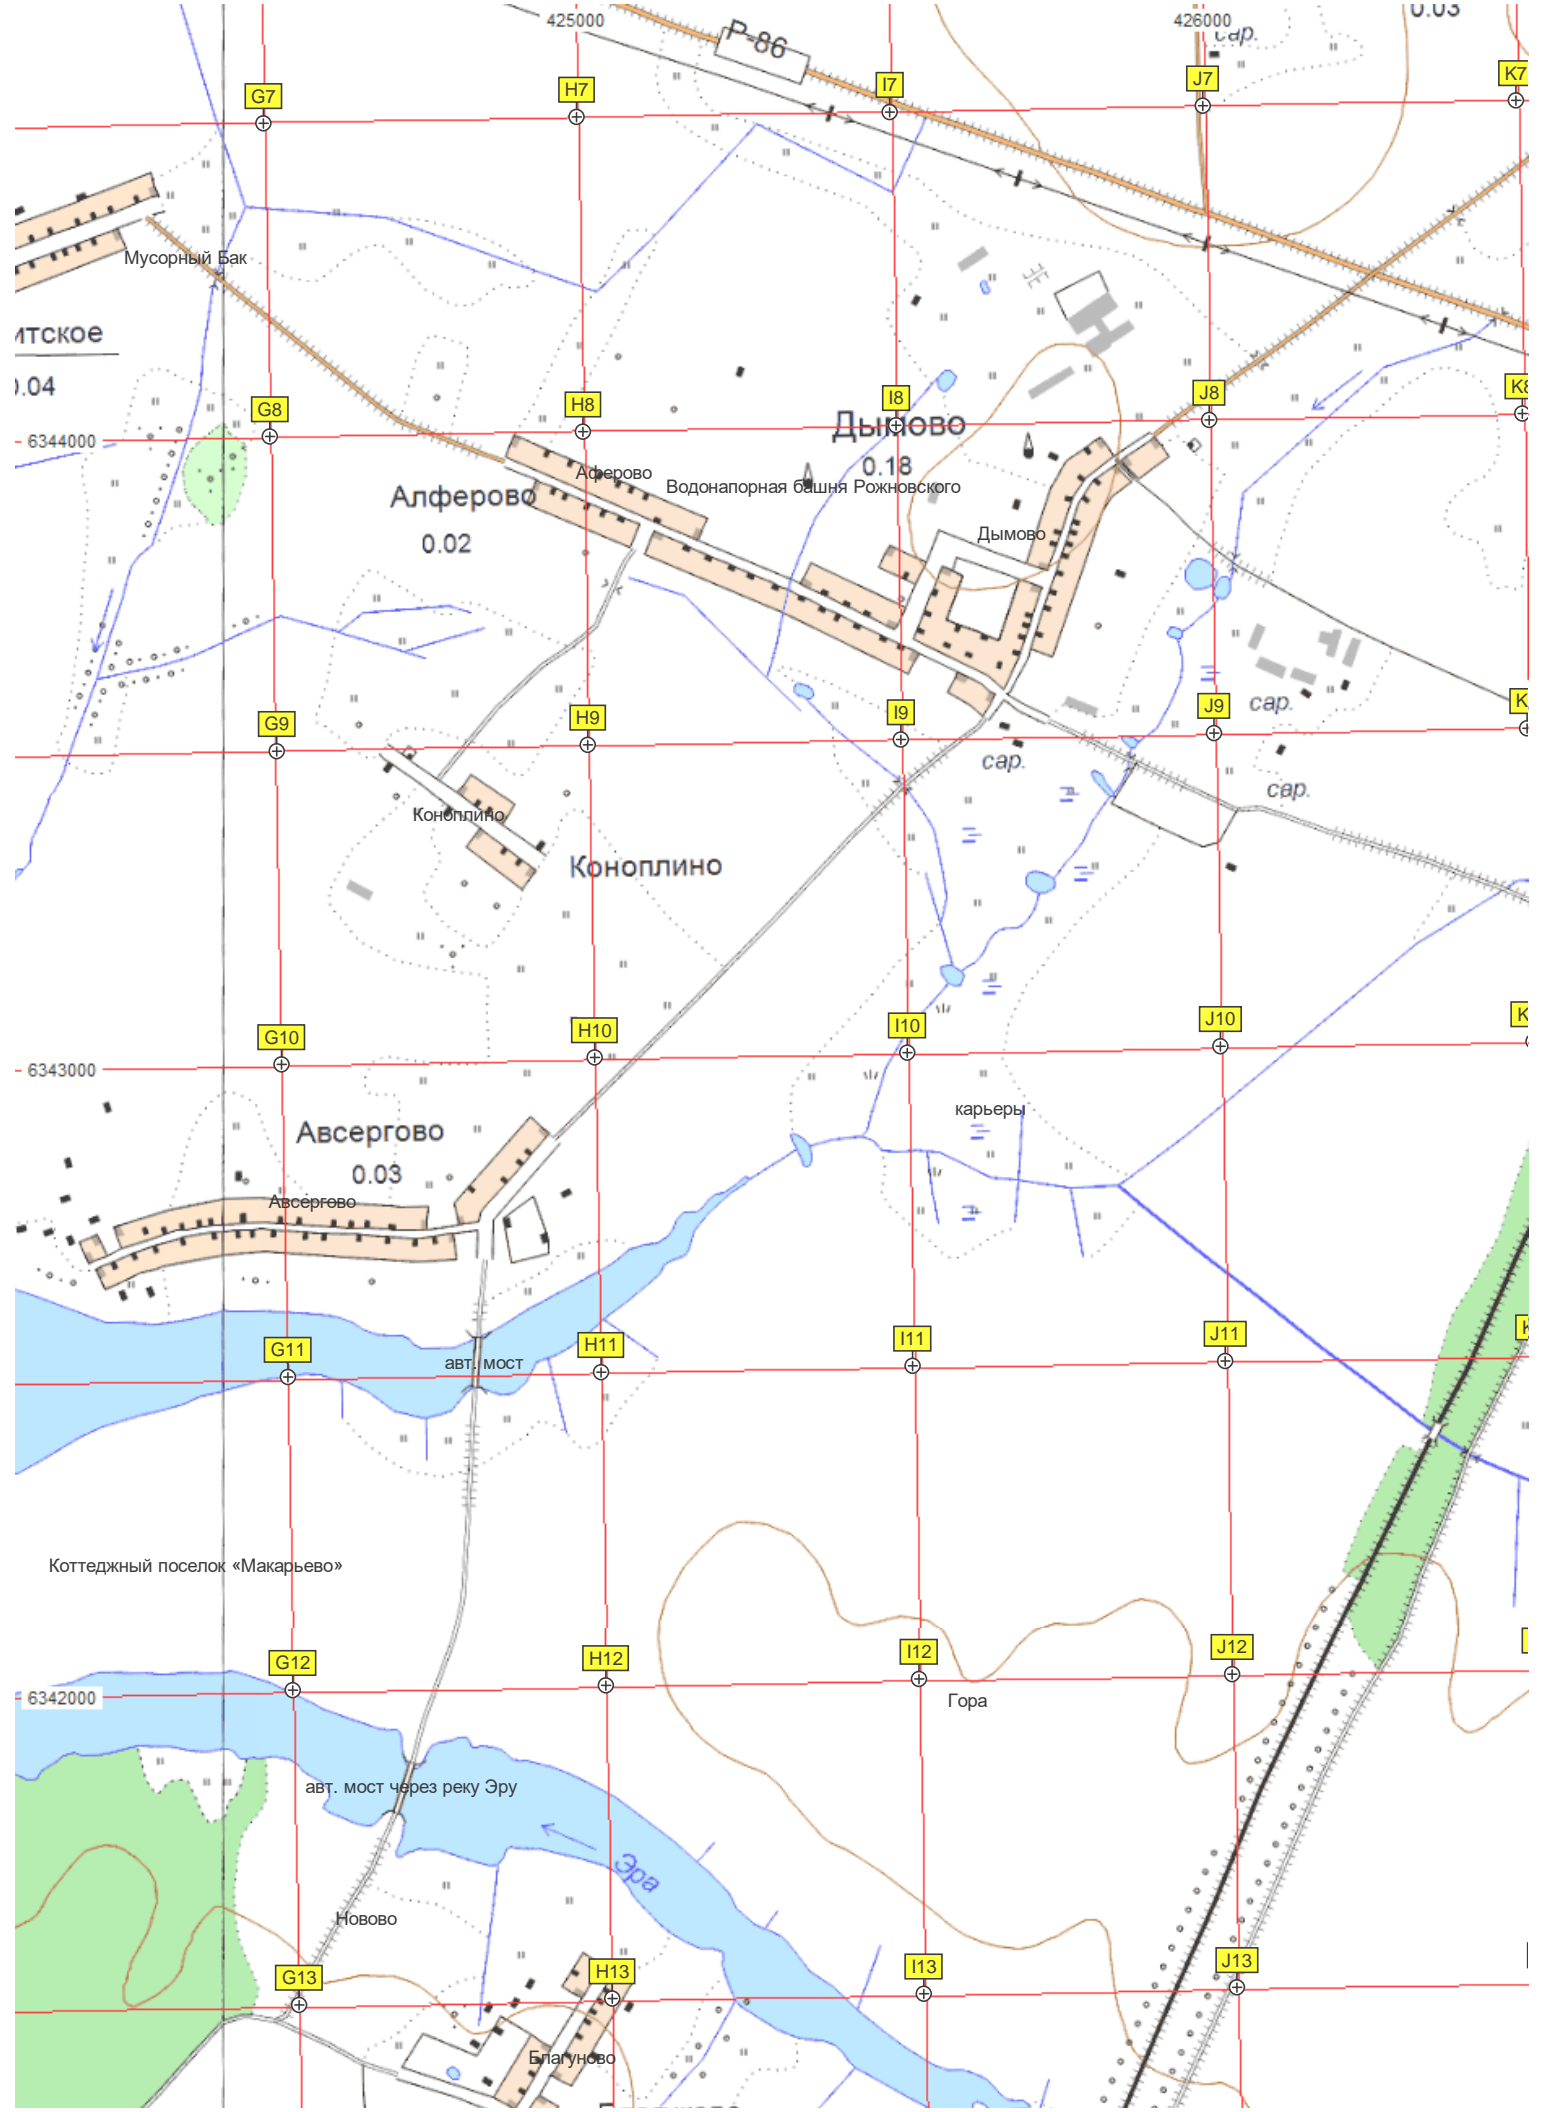 425000
426000
0.03
P-86
сар.
G7
H7
I7
J7
K7
Мусорный Бак
итское
0.04
G8
H8
I8
J8
K8
6344000
Дымово
0.18
Аферово
Водонапорная башня Рожновского
Алферово
0.02
Дымово
сар.
G9
H9
I9
J9
K
сар.
сар.
Коноплино
Коноплино
G10
H10
I10
J10
K
6343000
карьеры
Авсергово
0.03
Авсергово
G11
H11
I11
J11
K
авт. мост
Коттеджный поселок «Макарьево»
G12
H12
I12
J12
6342000
Гора
авт. мост через реку Эру
Эра
Новово
G13
H13
I13
J13
Благуново